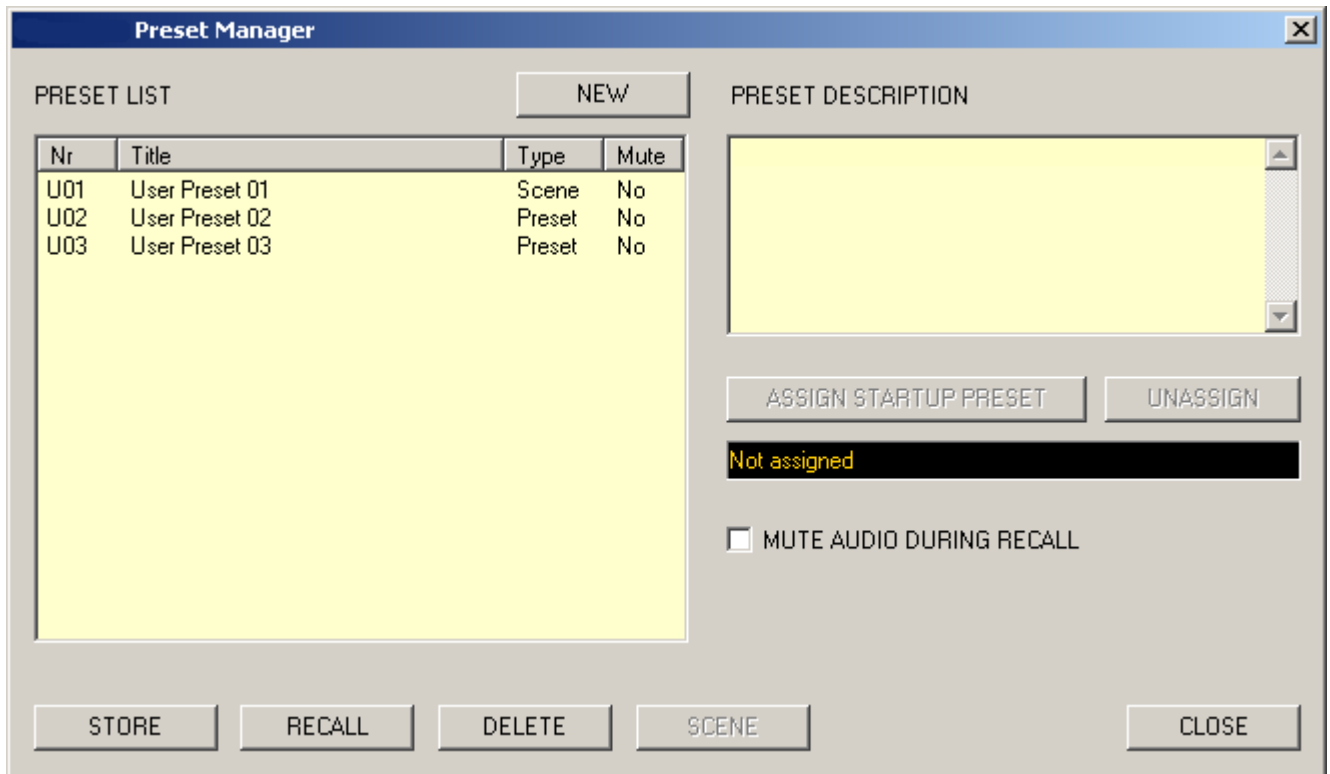 Preset Manager
PRESET LIST
NEW
Nr Title Type Mute
U01 User Preset 01 Scene No
U02 User Preset 02 Preset No
U03 User Preset 03 Preset No
PRESET DESCRIPTION
ASSIGN STARTUP PRESET UNASSIGN
Not assigned
MUTE AUDIO DURING RECALL
STORE RECALL DELETE SCENE CLOSE